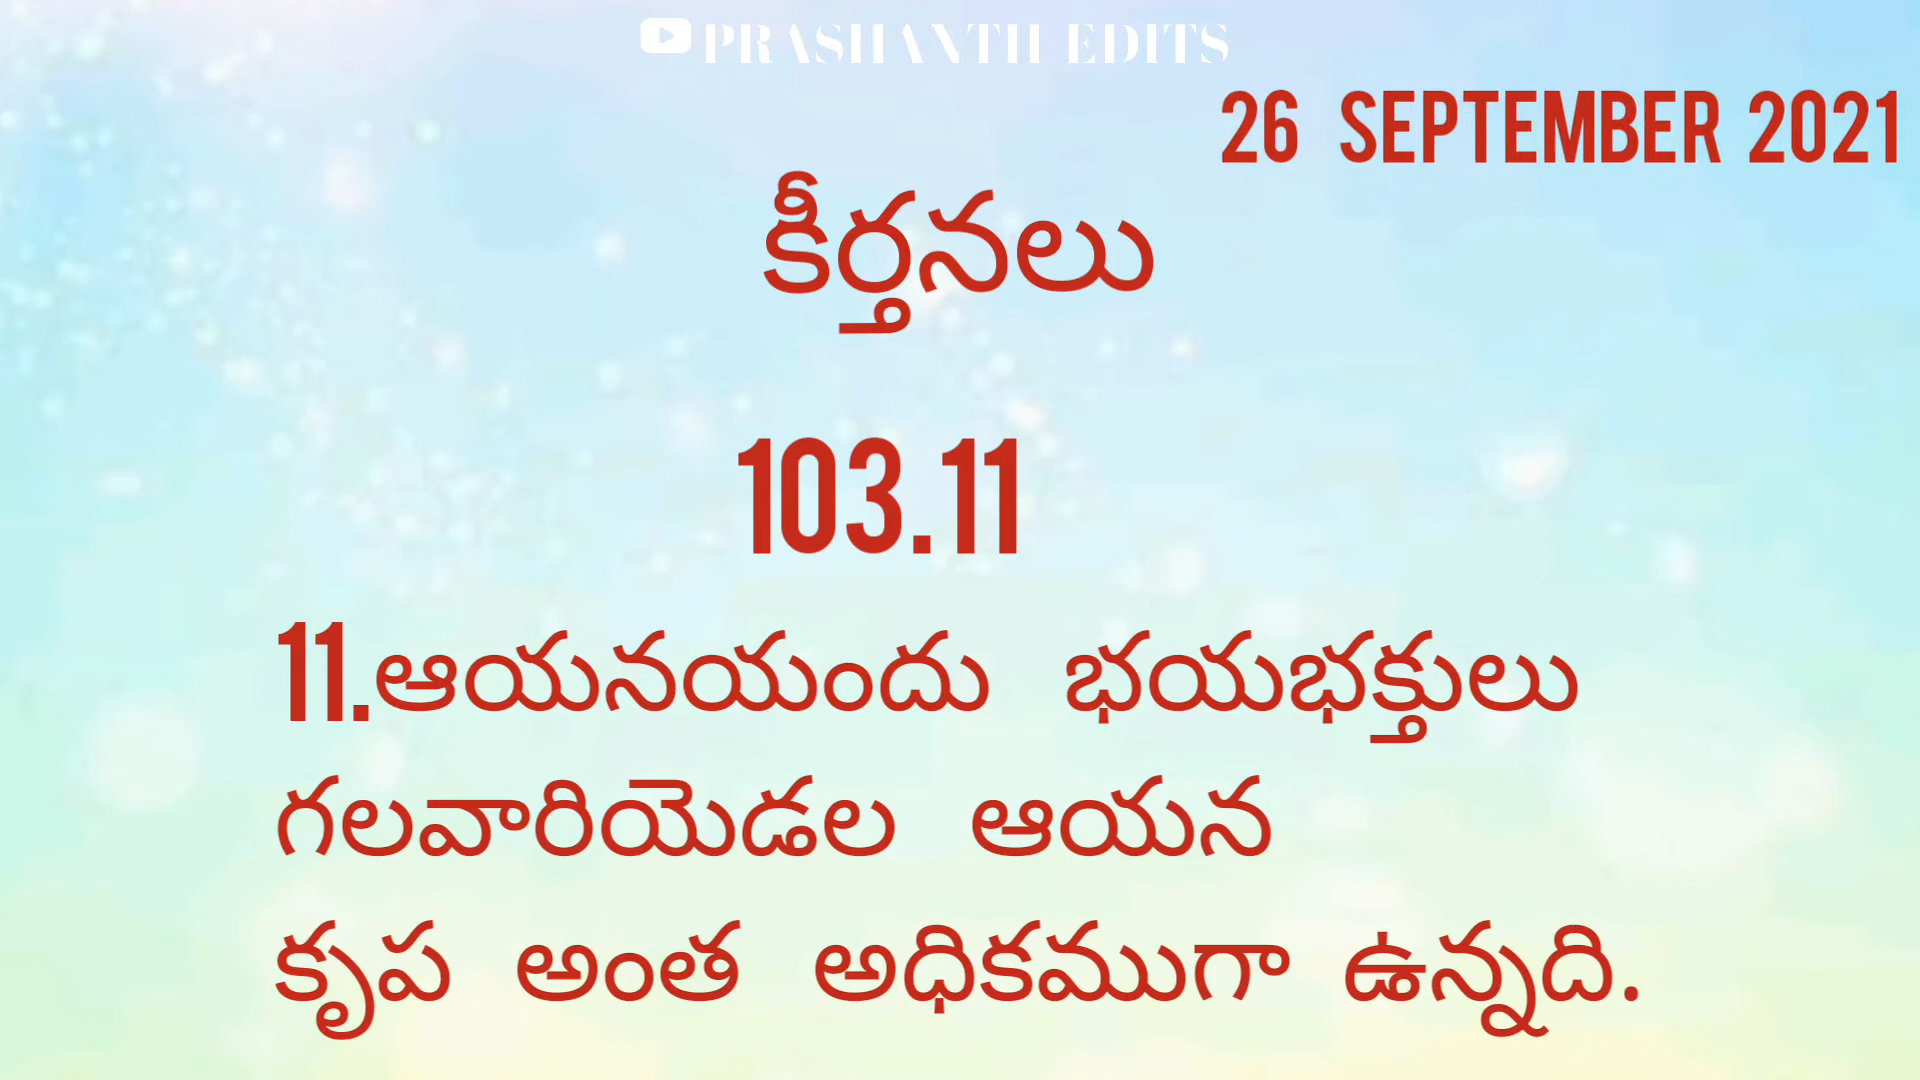 PRASHANTH EDITS
26 SEPTEMBER 2021
కీర్తనలు
103.11
11.ఆయనయందు భయభక్తులు
గలవారియెడల ఆయన
కృప అంత అధికముగా ఉన్నది.